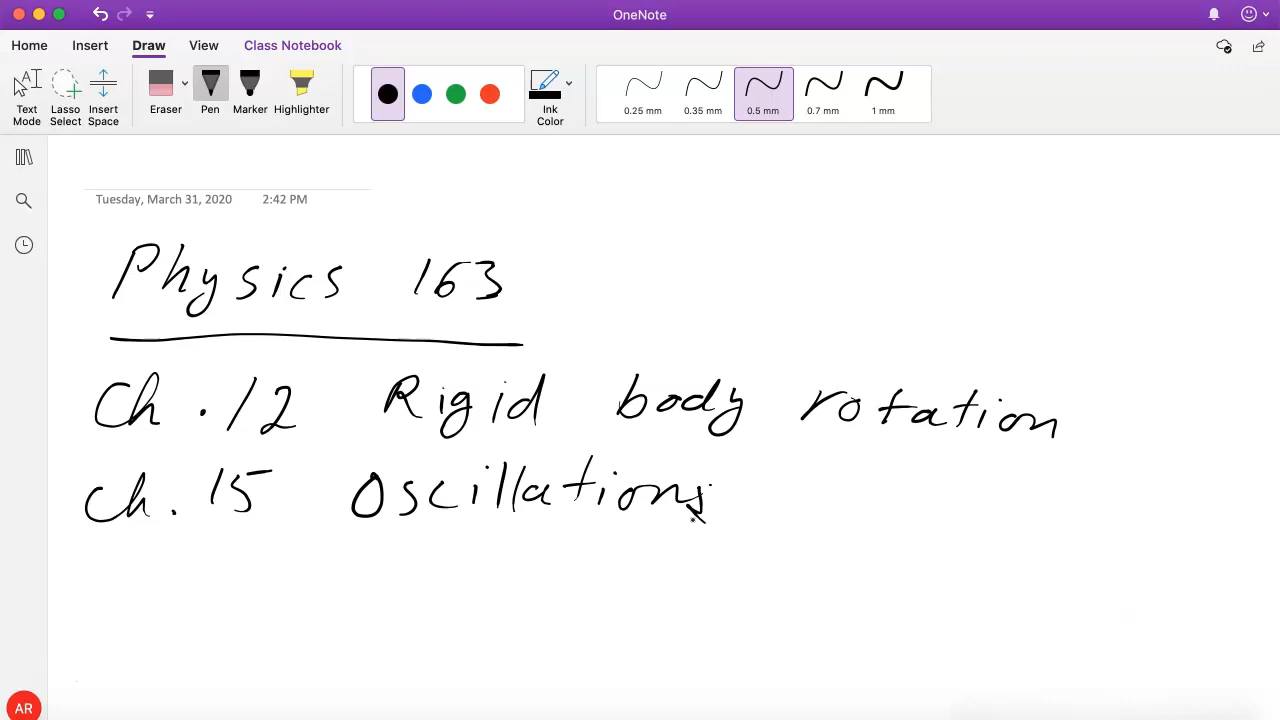 OneNote
Home Insert Draw View Class Notebook
Text Mode Lasso Select Insert Space Eraser Pen Marker Highlighter Ink Color 0.25 mm 0.35 mm 0.5 mm 0.7 mm 1 mm
Tuesday, March 31, 2020 2:42 PM
Physics 163
Ch. 12 Rigid body rotation
Ch. 15 Oscillations
AR